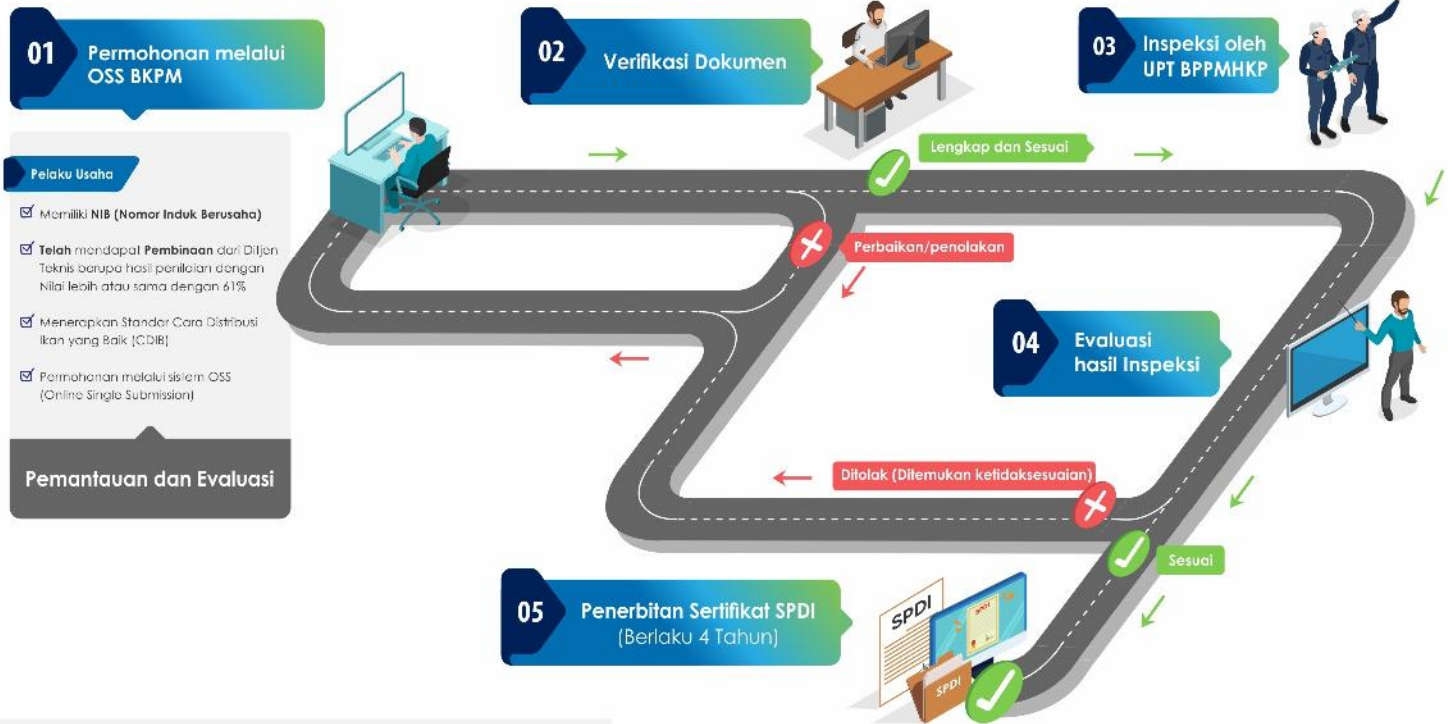 01
Permohonan melalui
OSS BKPM
Pelaku Usaha
Memiliki NIB (Nomor Induk Berusaha)
Telah mendapat Pembinaan dari Ditjen
Teknis berupa hasil penilaian dengan
Nilai lebih atau sama dengan 61%
Menerapkan Standar Cara Distribusi
Ikan yang Baik (CDIB)
Permohonan melalui sistem OSS
(Online Single Submission)
Pemantauan dan Evaluasi
02
Verifikasi Dokumen
03
Inspeksi oleh
UPT BPPMHKP
Lengkap dan Sesuai
Perbaikan/penolakan
04
Evaluasi
hasil Inspeksi
Ditolak (Ditemukan ketidaksesuaian)
Sesuai
05
Penerbitan Sertifikat SPDI
(Berlaku 4 Tahun)
SPDI
SPDI
SPDI